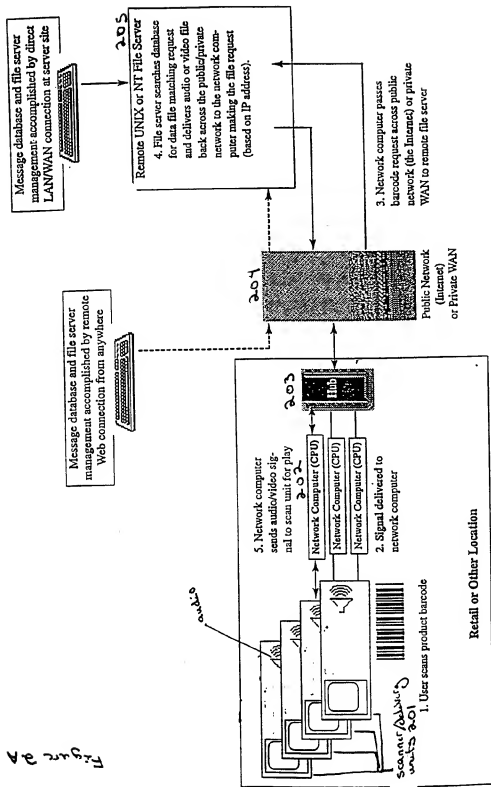 Figure 2A
Message database and file server
management accomplished by remote
Web connection from anywhere
Message database and file server
management accomplished by direct
LAN/WAN connection at server site
205
Remote UNIX or NT File Server
4. File server searches database
for data file matching request
and delivers audio or video file
back across the public/private
network to the network com-
puter making the file request
(based on IP address).
204
Public Network
(Internet)
or Private WAN
3. Network computer passes
barcode request across public
network (the Internet) or private
WAN to remote file server
203
Hub
5. Network computer
sends audio/video sig-
nal to scan unit for play
202
Network Computer (CPU)
Network Computer (CPU)
Network Computer (CPU)
2. Signal delivered to
network computer
audio
scanner/delivery
units 201
1. User scans product barcode
Retail or Other Location